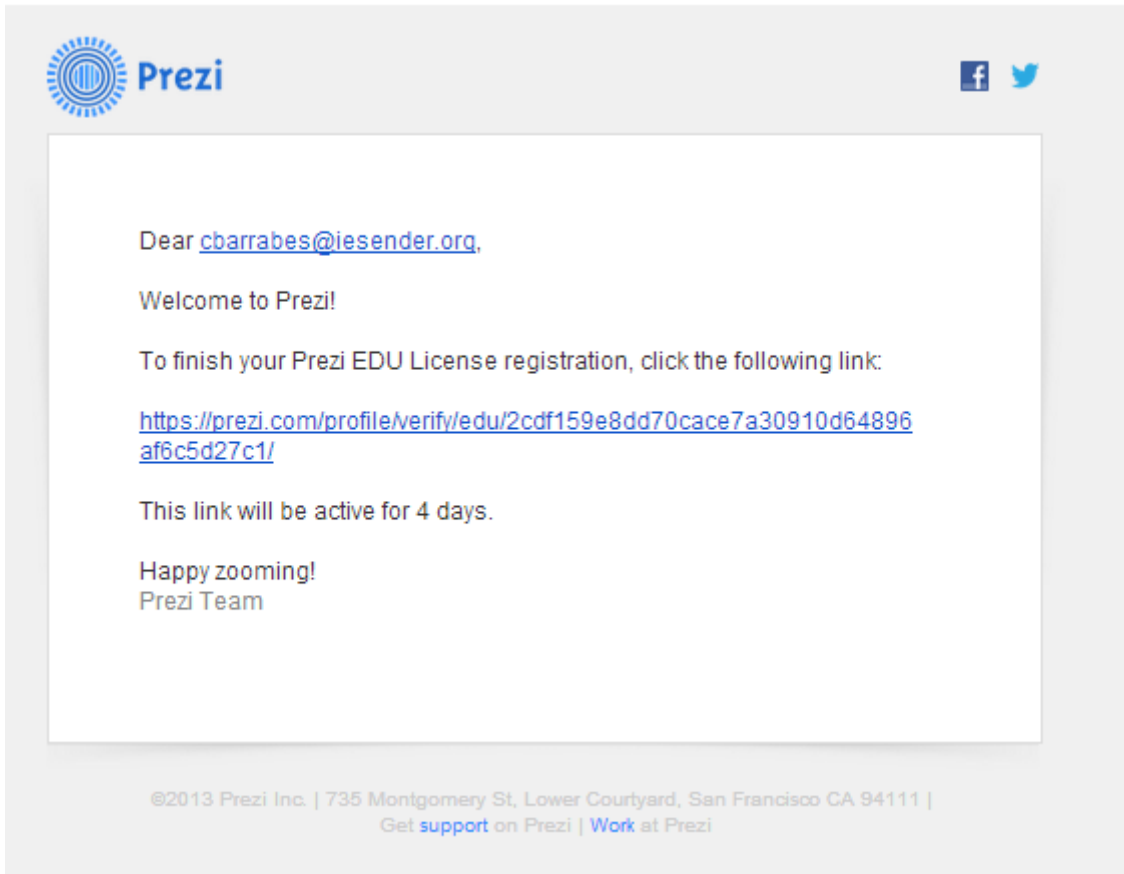 Prezi
Dear cbarrabes@iesender.org,
Welcome to Prezi!
To finish your Prezi EDU License registration, click the following link:
https://prezi.com/profile/verify/edu/2cdf159e8dd70cace7a30910d64896
af6c5d27c1/
This link will be active for 4 days.
Happy zooming!
Prezi Team
©2013 Prezi Inc. | 735 Montgomery St, Lower Courtyard, San Francisco CA 94111 |
Get support on Prezi | Work at Prezi